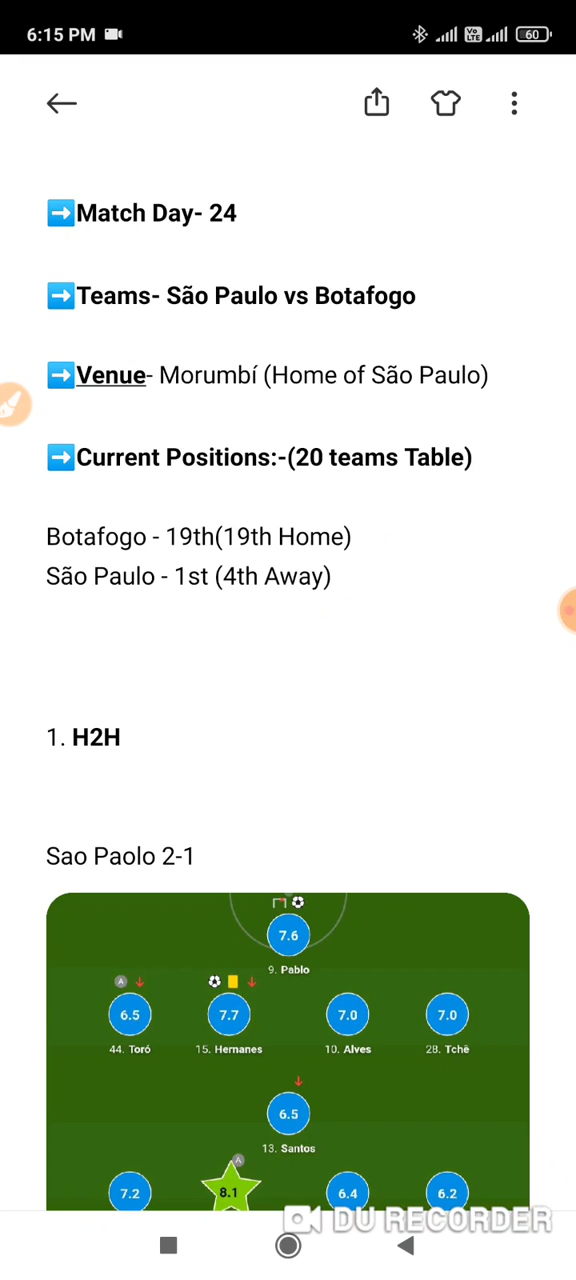 6:15 PM
Vo LTE
60
➡️Match Day- 24
➡️Teams- São Paulo vs Botafogo
➡️Venue- Morumbí (Home of São Paulo)
➡️Current Positions:-(20 teams Table)
Botafogo - 19th(19th Home)
São Paulo - 1st (4th Away)
1. H2H
Sao Paolo 2-1
7.6
9. Pablo
A
6.5 7.7 7.0 7.0
44. Toró 15. Hernanes 10. Alves 28. Tchê
6.5
13. Santos
A
7.2 8.1 6.4 6.2
DU RECORDER